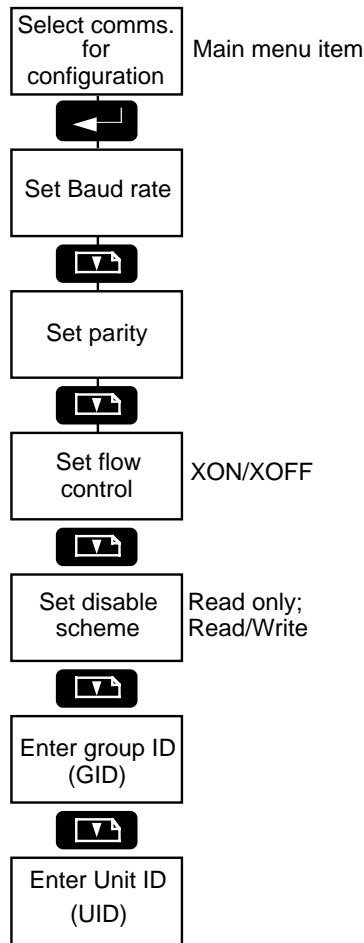 Select comms.
for
configuration
Main menu item
Set Baud rate
Set parity
Set flow
control
XON/XOFF
Set disable
scheme
Read only;
Read/Write
Enter group ID
(GID)
Enter Unit ID
(UID)